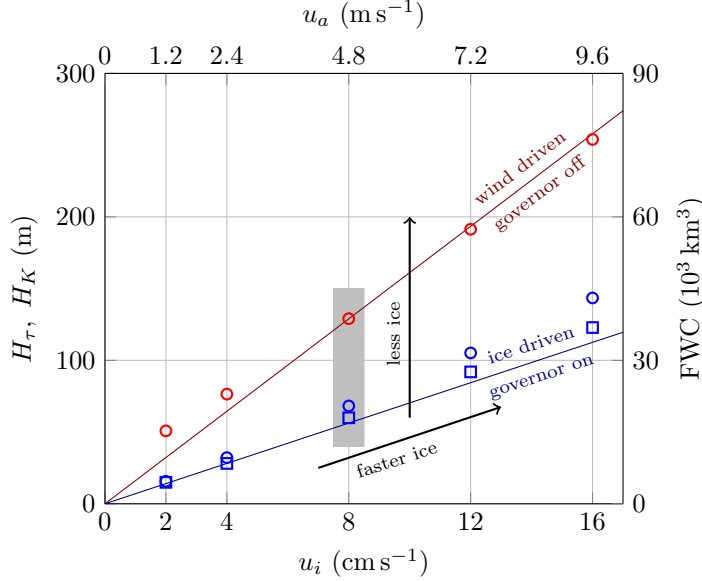 u_a (m s⁻¹)
0 1.2 2.4 4.8 7.2 9.6
300 90
200 60
100 30
0 0
H_τ, H_K (m)
FWC (10³ km³)
wind driven
governor off
less ice
ice driven
governor on
faster ice
0 2 4 8 12 16
u_i (cm s⁻¹)